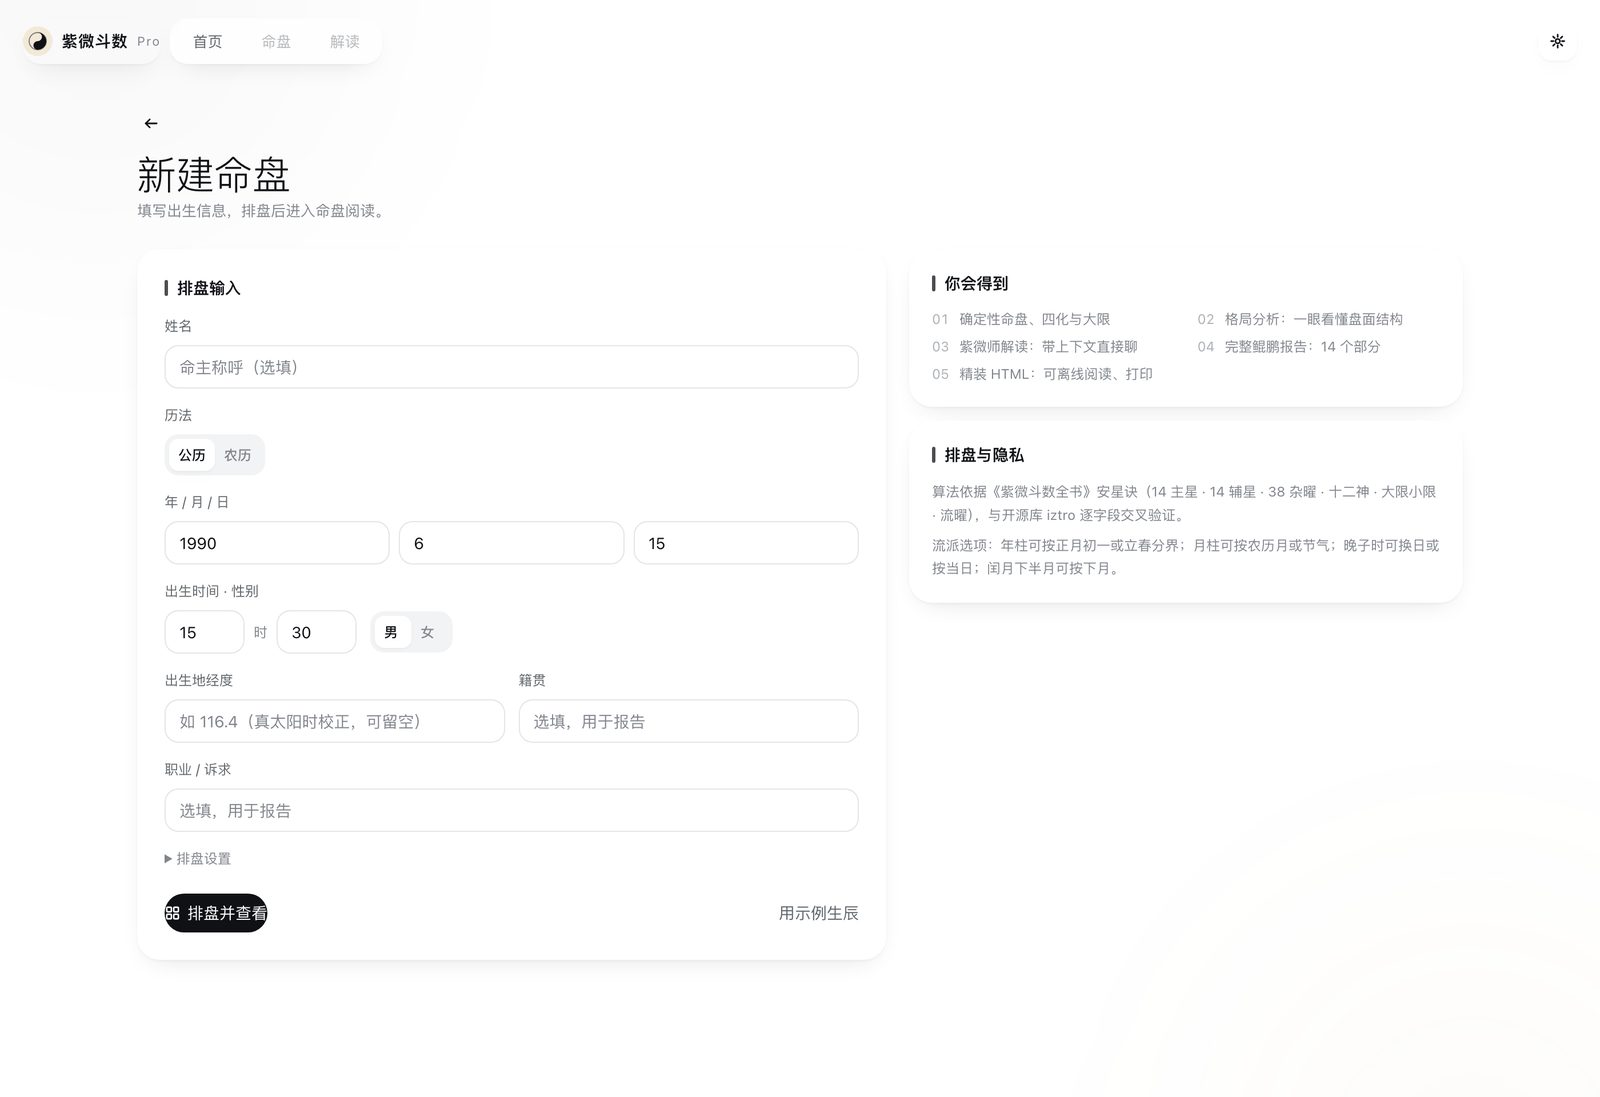 紫微斗数 Pro
首页 命盘 解读
←
新建命盘
填写出生信息，排盘后进入命盘阅读。
排盘输入
姓名
命主称呼（选填）
历法
公历 农历
年 / 月 / 日
1990 6 15
出生时间 · 性别
15 时 30 男 女
出生地经度 籍贯
如 116.4（真太阳时校正，可留空） 选填，用于报告
职业 / 诉求
选填，用于报告
排盘设置
排盘并查看 用示例生辰
你会得到
01 确定性命盘、四化与大限 02 格局分析：一眼看懂盘面结构
03 紫微师解读：带上下文直接聊 04 完整鲲鹏报告：14 个部分
05 精装 HTML：可离线阅读、打印
排盘与隐私
算法依据《紫微斗数全书》安星诀（14 主星 · 14 辅星 · 38 杂曜 · 十二神 · 大限小限
· 流曜），与开源库 iztro 逐字段交叉验证。
流派选项：年柱可按正月初一或立春分界；月柱可按农历月或节气；晚子时可换日或
按当日；闰月下半月可按下月。